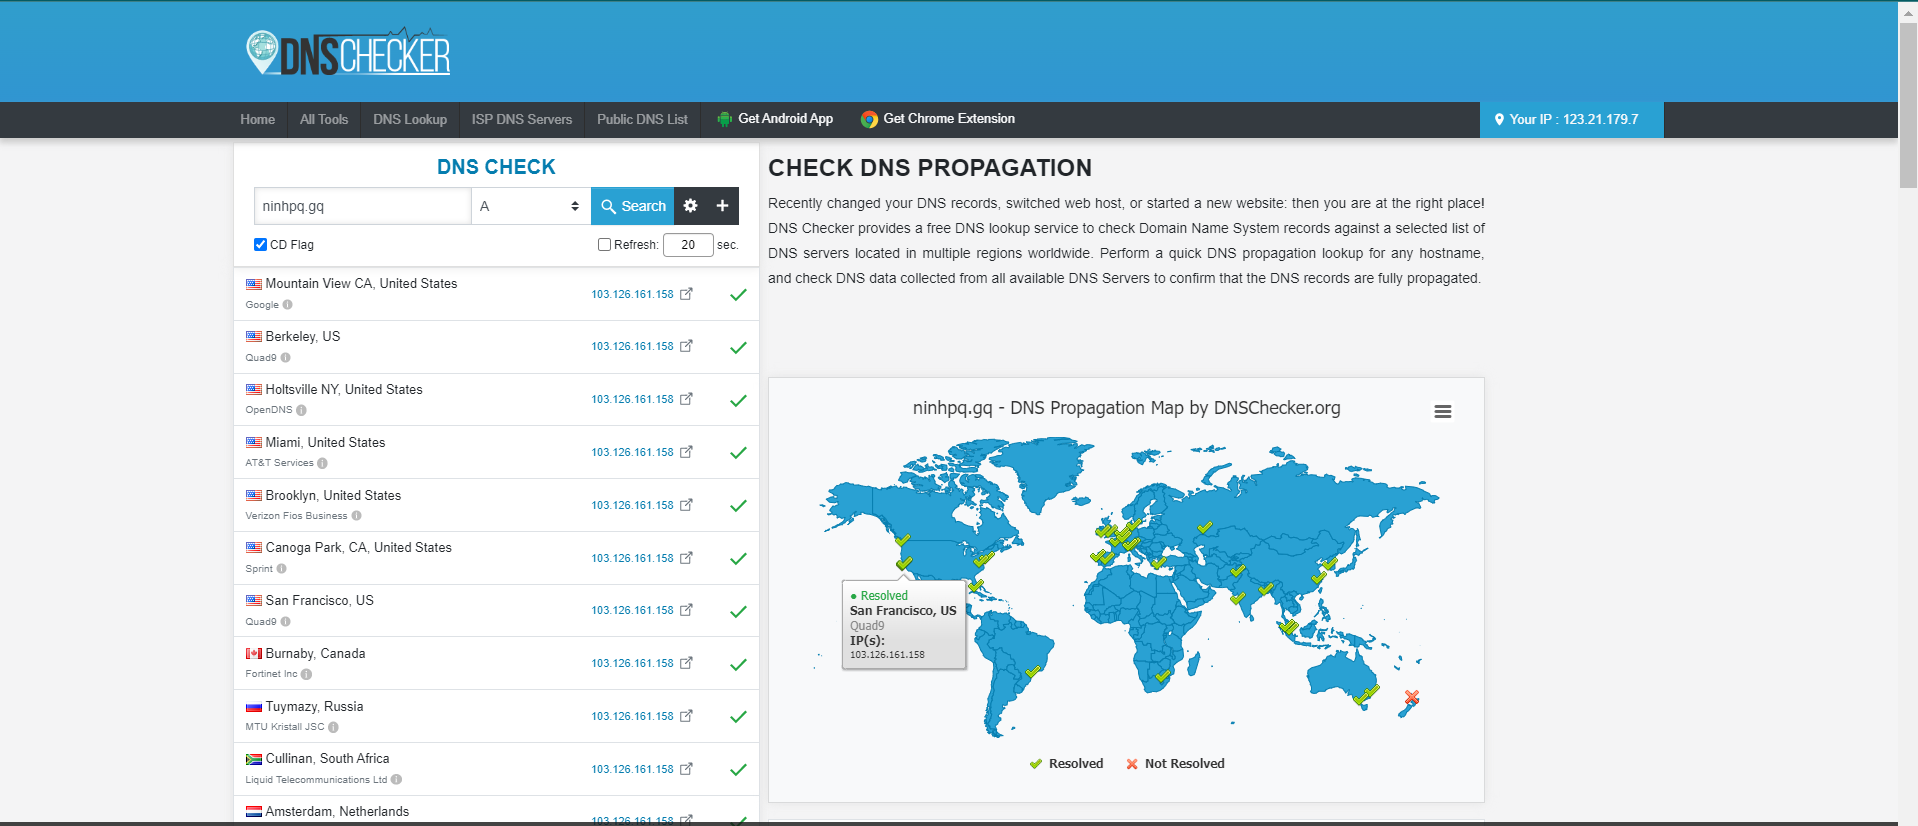 DNSCHECKER
Home All Tools DNS Lookup ISP DNS Servers Public DNS List Get Android App Get Chrome Extension Your IP : 123.21.179.7
DNS CHECK
ninhpq.gq A Search
CD Flag Refresh: 20 sec.
Mountain View CA, United States
Google
103.126.161.158
Berkeley, US
Quad9
103.126.161.158
Holtsville NY, United States
OpenDNS
103.126.161.158
Miami, United States
AT&T Services
103.126.161.158
Brooklyn, United States
Verizon Fios Business
103.126.161.158
Canoga Park, CA, United States
Sprint
103.126.161.158
San Francisco, US
Quad9
103.126.161.158
Burnaby, Canada
Fortinet Inc
103.126.161.158
Tuymazy, Russia
MTU Kristall JSC
103.126.161.158
Cullinan, South Africa
Liquid Telecommunications Ltd
103.126.161.158
Amsterdam, Netherlands
103.126.161.158
CHECK DNS PROPAGATION
Recently changed your DNS records, switched web host, or started a new website: then you are at the right place!
DNS Checker provides a free DNS lookup service to check Domain Name System records against a selected list of
DNS servers located in multiple regions worldwide. Perform a quick DNS propagation lookup for any hostname,
and check DNS data collected from all available DNS Servers to confirm that the DNS records are fully propagated.
ninhpq.gq - DNS Propagation Map by DNSChecker.org
Resolved
San Francisco, US
Quad9
IP(s):
103.126.161.158
Resolved Not Resolved